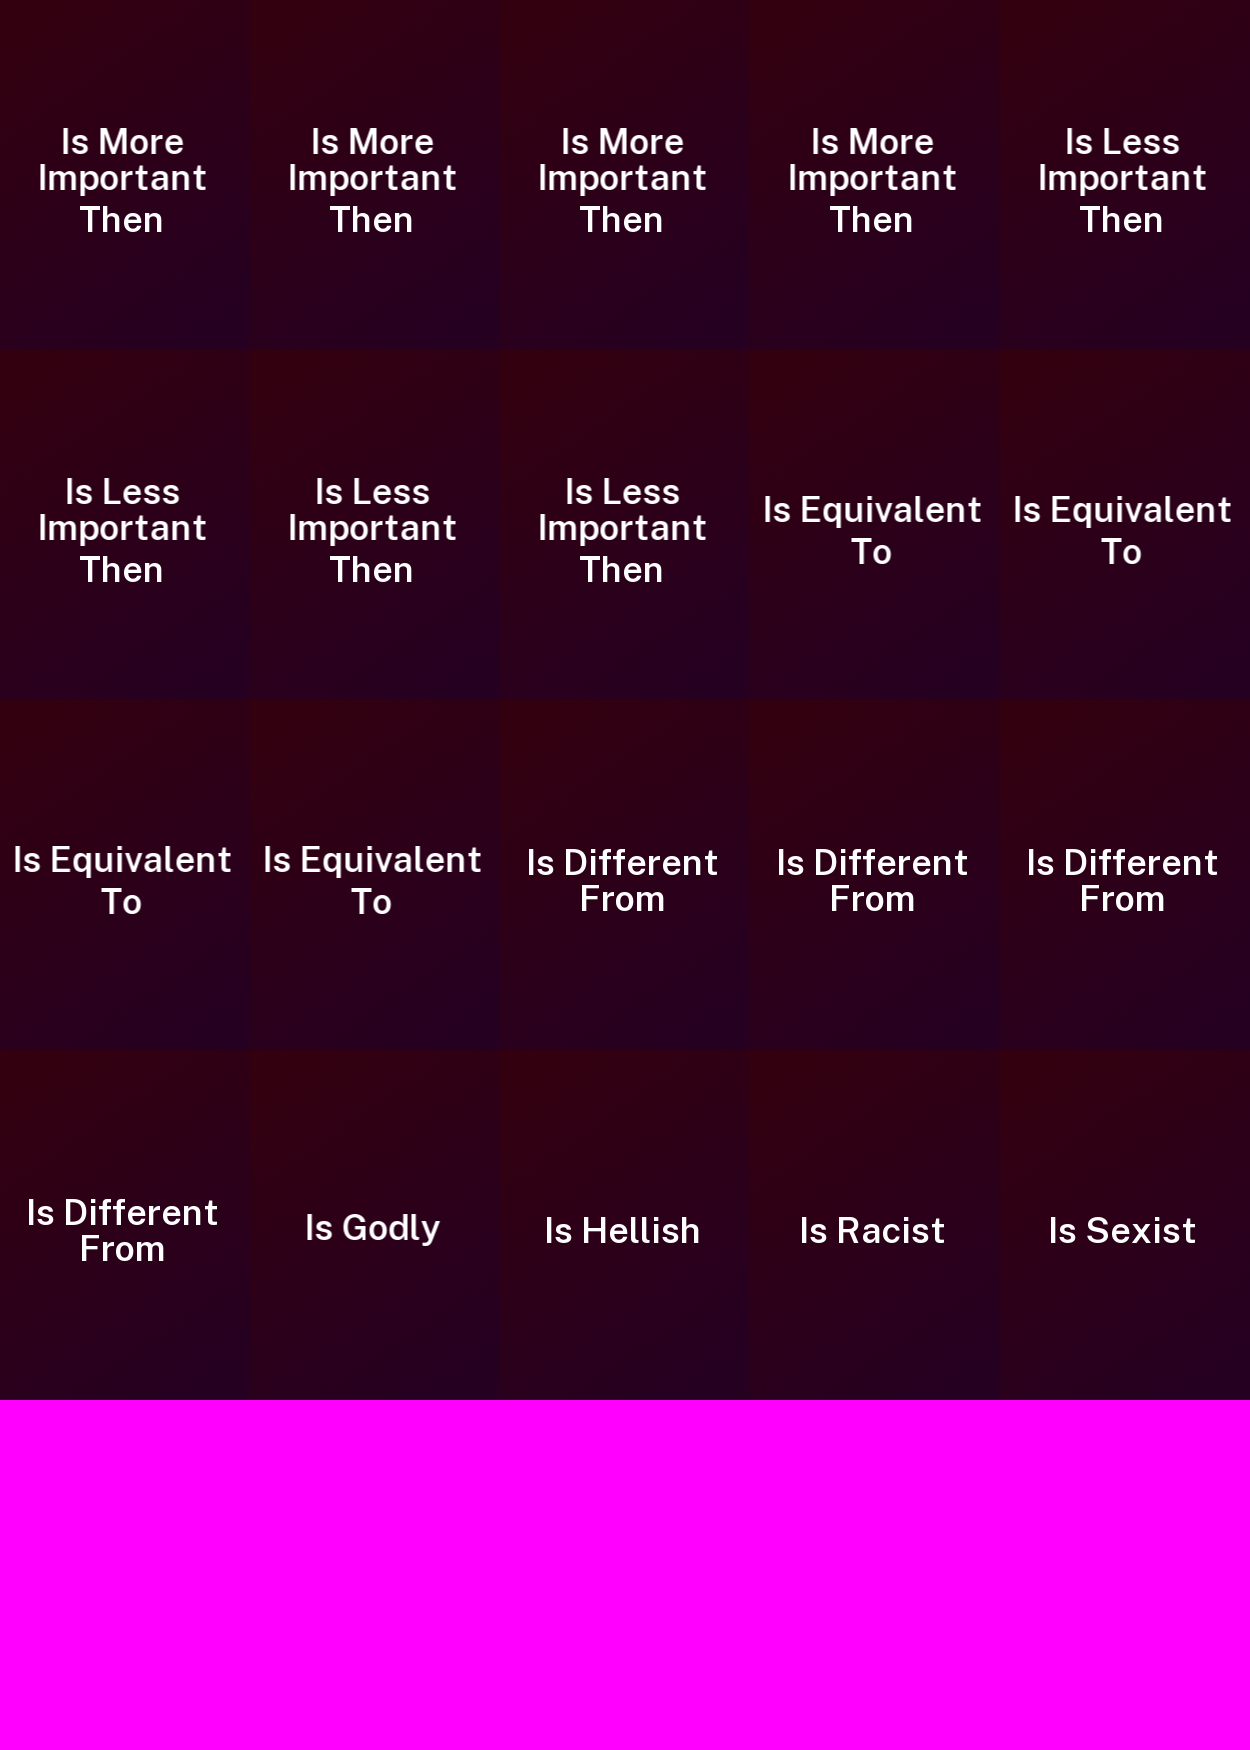 Is More
Important
Then
Is More
Important
Then
Is More
Important
Then
Is More
Important
Then
Is Less
Important
Then
Is Less
Important
Then
Is Less
Important
Then
Is Less
Important
Then
Is Equivalent
To
Is Equivalent
To
Is Equivalent
To
Is Equivalent
To
Is Different
From
Is Different
From
Is Different
From
Is Different
From
Is Godly
Is Hellish
Is Racist
Is Sexist